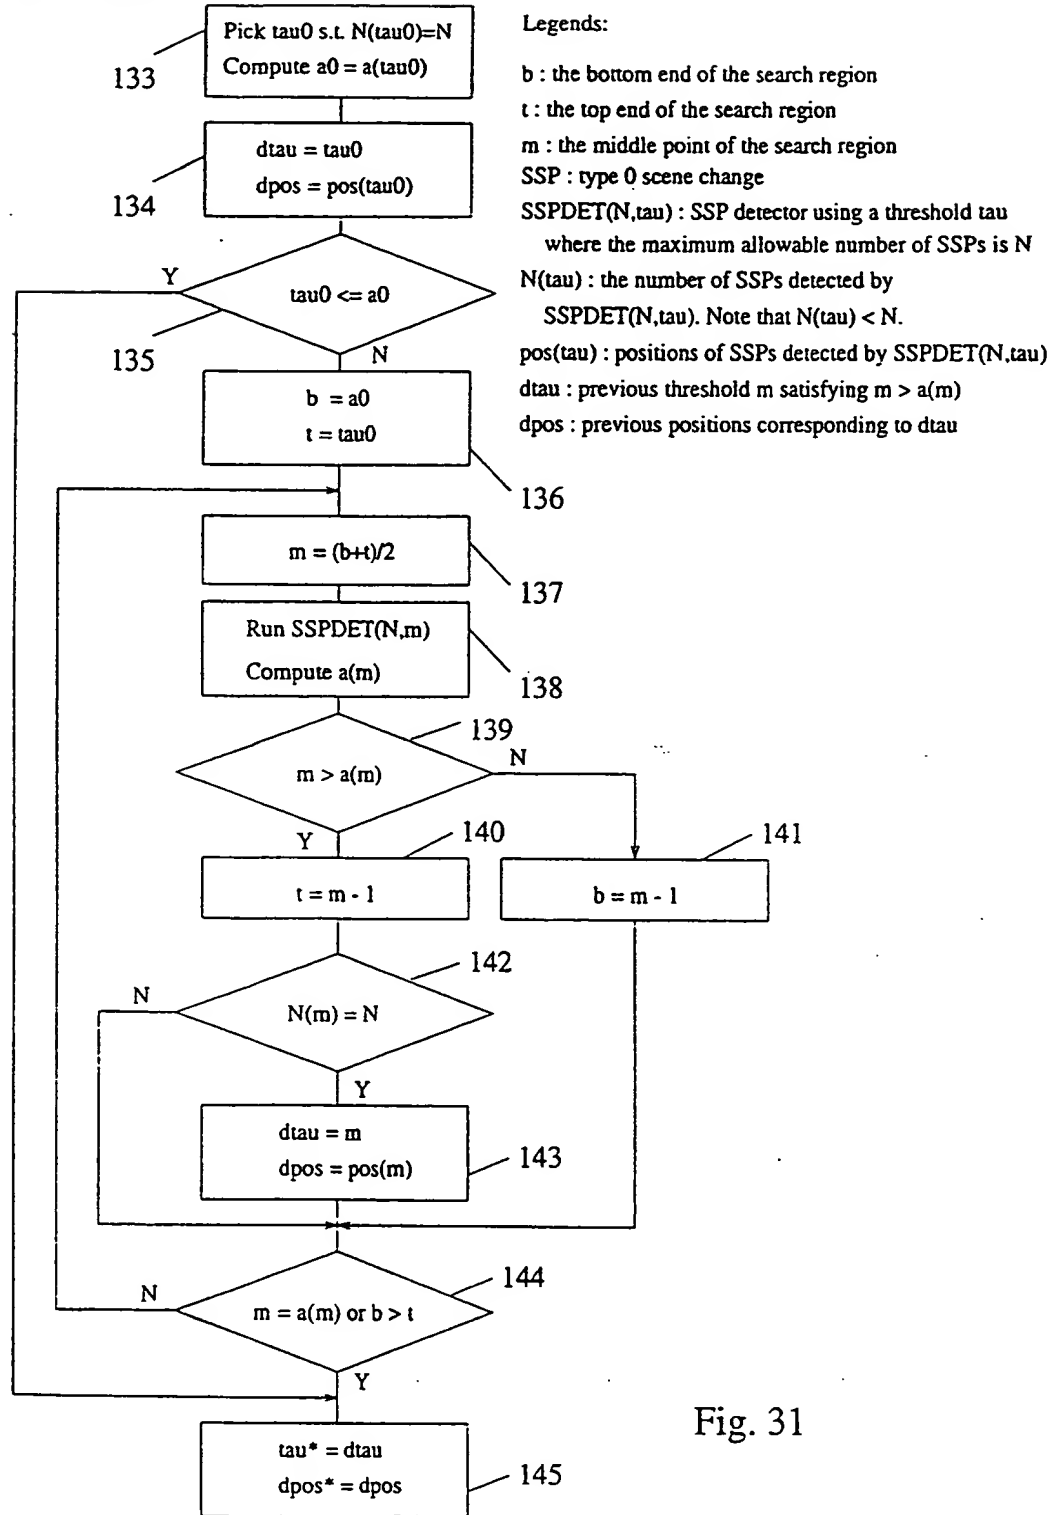 Pick tau0 s.t. N(tau0)=N
Compute a0 = a(tau0)
133
dtau = tau0
dpos = pos(tau0)
134
Y
tau0 <= a0
135
N
b = a0
t = tau0
136
m = (b+t)/2
137
Run SSPDET(N,m)
Compute a(m)
138
139
N
m > a(m)
Y
140
141
t = m - 1
b = m - 1
142
N
N(m) = N
Y
dtau = m
dpos = pos(m)
143
144
N
m = a(m) or b > t
Y
tau* = dtau
dpos* = dpos
145
Legends:
b : the bottom end of the search region
t : the top end of the search region
m : the middle point of the search region
SSP : type 0 scene change
SSPDET(N,tau) : SSP detector using a threshold tau
where the maximum allowable number of SSPs is N
N(tau) : the number of SSPs detected by
SSPDET(N,tau). Note that N(tau) < N.
pos(tau) : positions of SSPs detected by SSPDET(N,tau)
dtau : previous threshold m satisfying m > a(m)
dpos : previous positions corresponding to dtau
Fig. 31